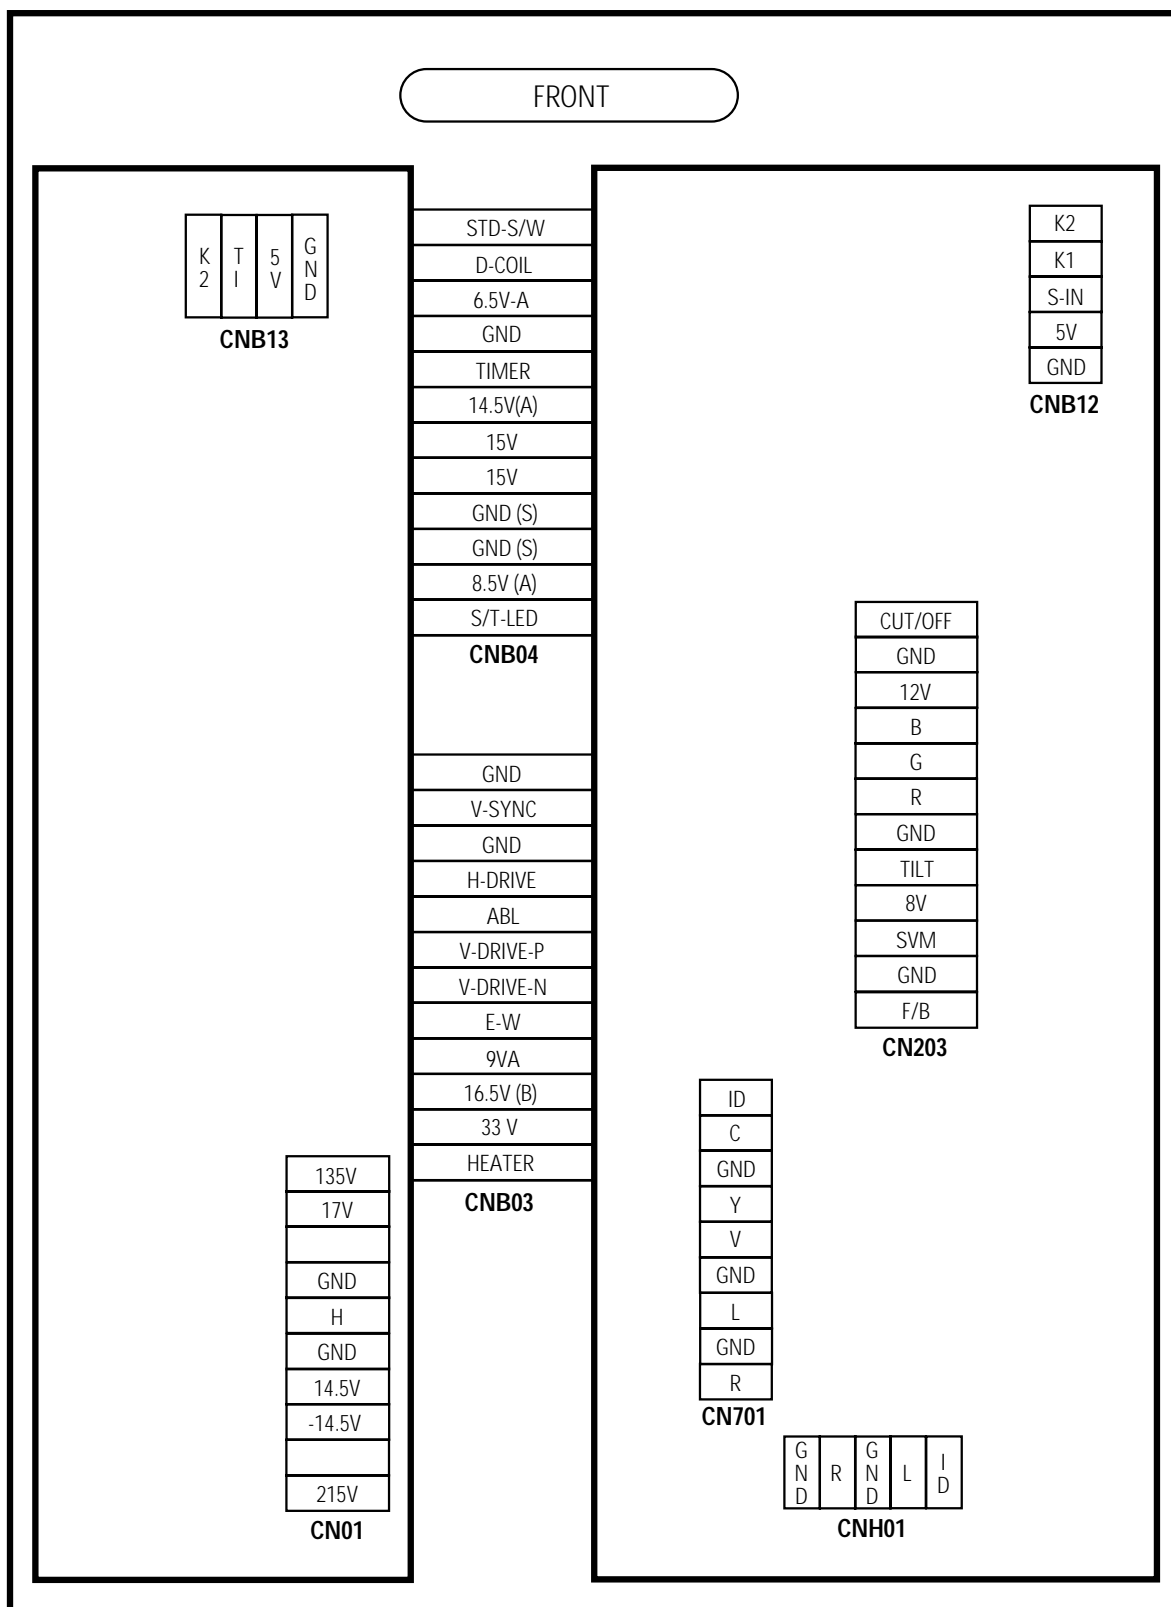 FRONT
K2
TI
5V
GND
CNB13
STD-S/W
D-COIL
6.5V-A
GND
TIMER
14.5V(A)
15V
15V
GND (S)
GND (S)
8.5V (A)
S/T-LED
CNB04
K2
K1
S-IN
5V
GND
CNB12
CUT/OFF
GND
12V
B
G
R
GND
TILT
8V
SVM
GND
F/B
CN203
GND
V-SYNC
GND
H-DRIVE
ABL
V-DRIVE-P
V-DRIVE-N
E-W
9VA
16.5V (B)
33 V
HEATER
CNB03
ID
C
GND
Y
V
GND
L
GND
R
CN701
135V
17V
GND
H
GND
14.5V
-14.5V
215V
CN01
GND
R
GND
L
ID
CNH01